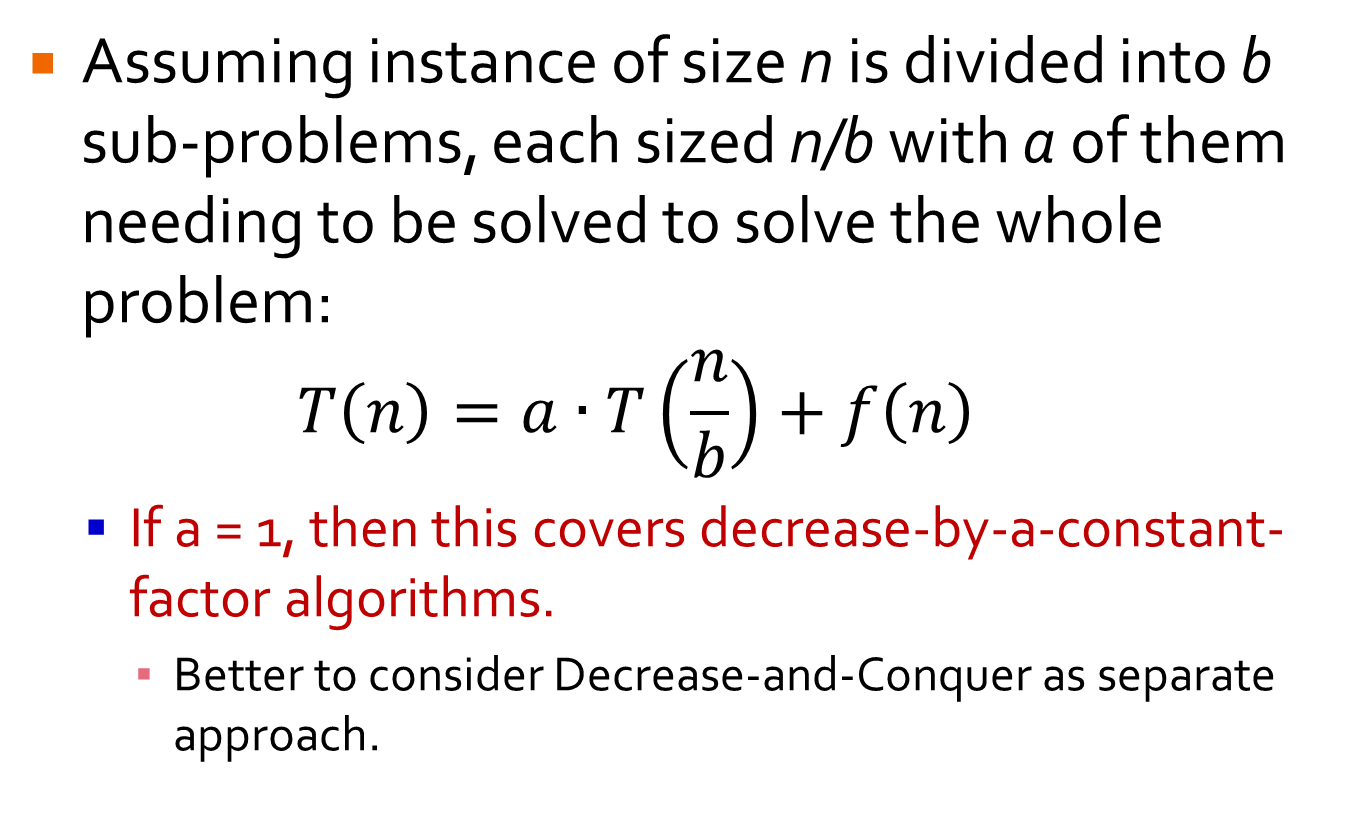 Assuming instance of size n is divided into b
sub-problems, each sized n/b with a of them
needing to be solved to solve the whole
problem:
T(n) = a · T(n/b) + f(n)
If a = 1, then this covers decrease-by-a-constant-
factor algorithms.
Better to consider Decrease-and-Conquer as separate
approach.